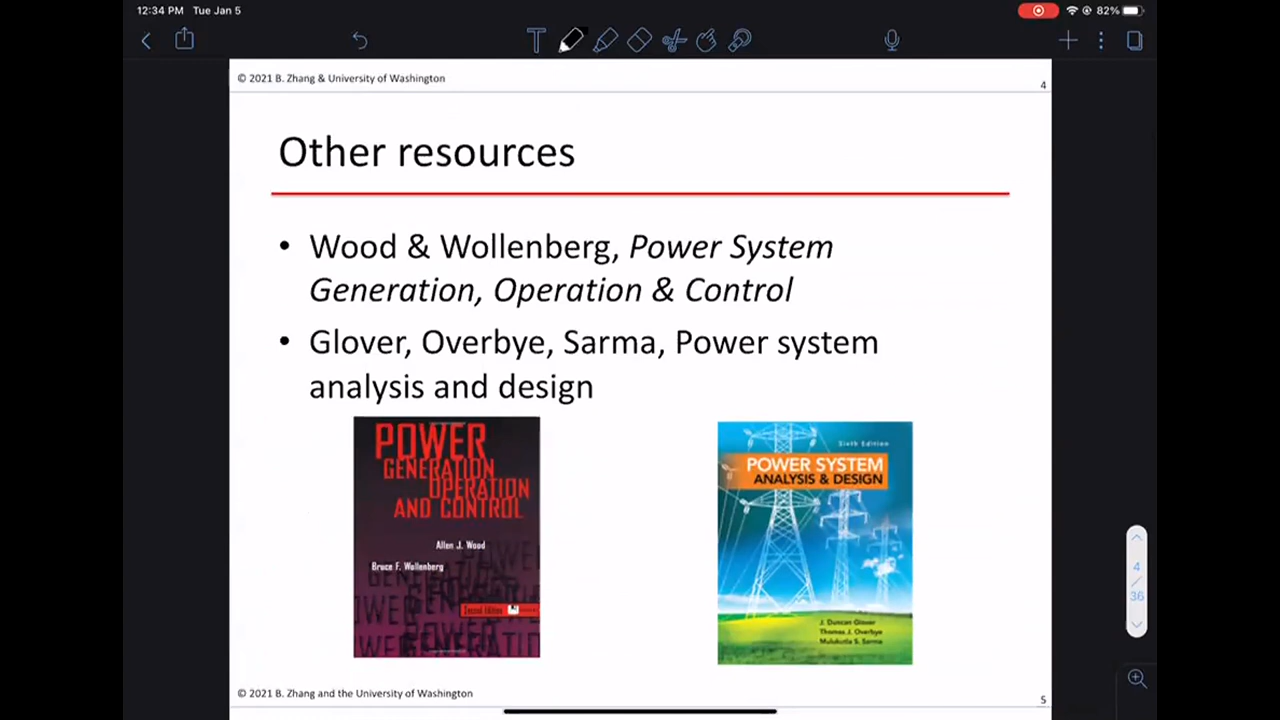 12:34 PM Tue Jan 5
82%
© 2021 B. Zhang & University of Washington
4
Other resources
• Wood & Wollenberg, Power System
Generation, Operation & Control
• Glover, Overbye, Sarma, Power system
analysis and design
POWER
GENERATION
OPERATION
AND CONTROL
Allen J. Wood
Bruce F. Wollenberg
Second Edition
Sixth Edition
POWER SYSTEM
ANALYSIS & DESIGN
J. Duncan Glover
Thomas J. Overbye
Mulukutla S. Sarma
4
/
36
© 2021 B. Zhang and the University of Washington
5